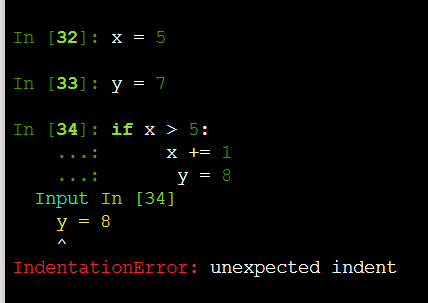 In [32]: x = 5
In [33]: y = 7
In [34]: if x > 5:
    ...:      x += 1
    ...:       y = 8
  Input In [34]
    y = 8
    ^
IndentationError: unexpected indent